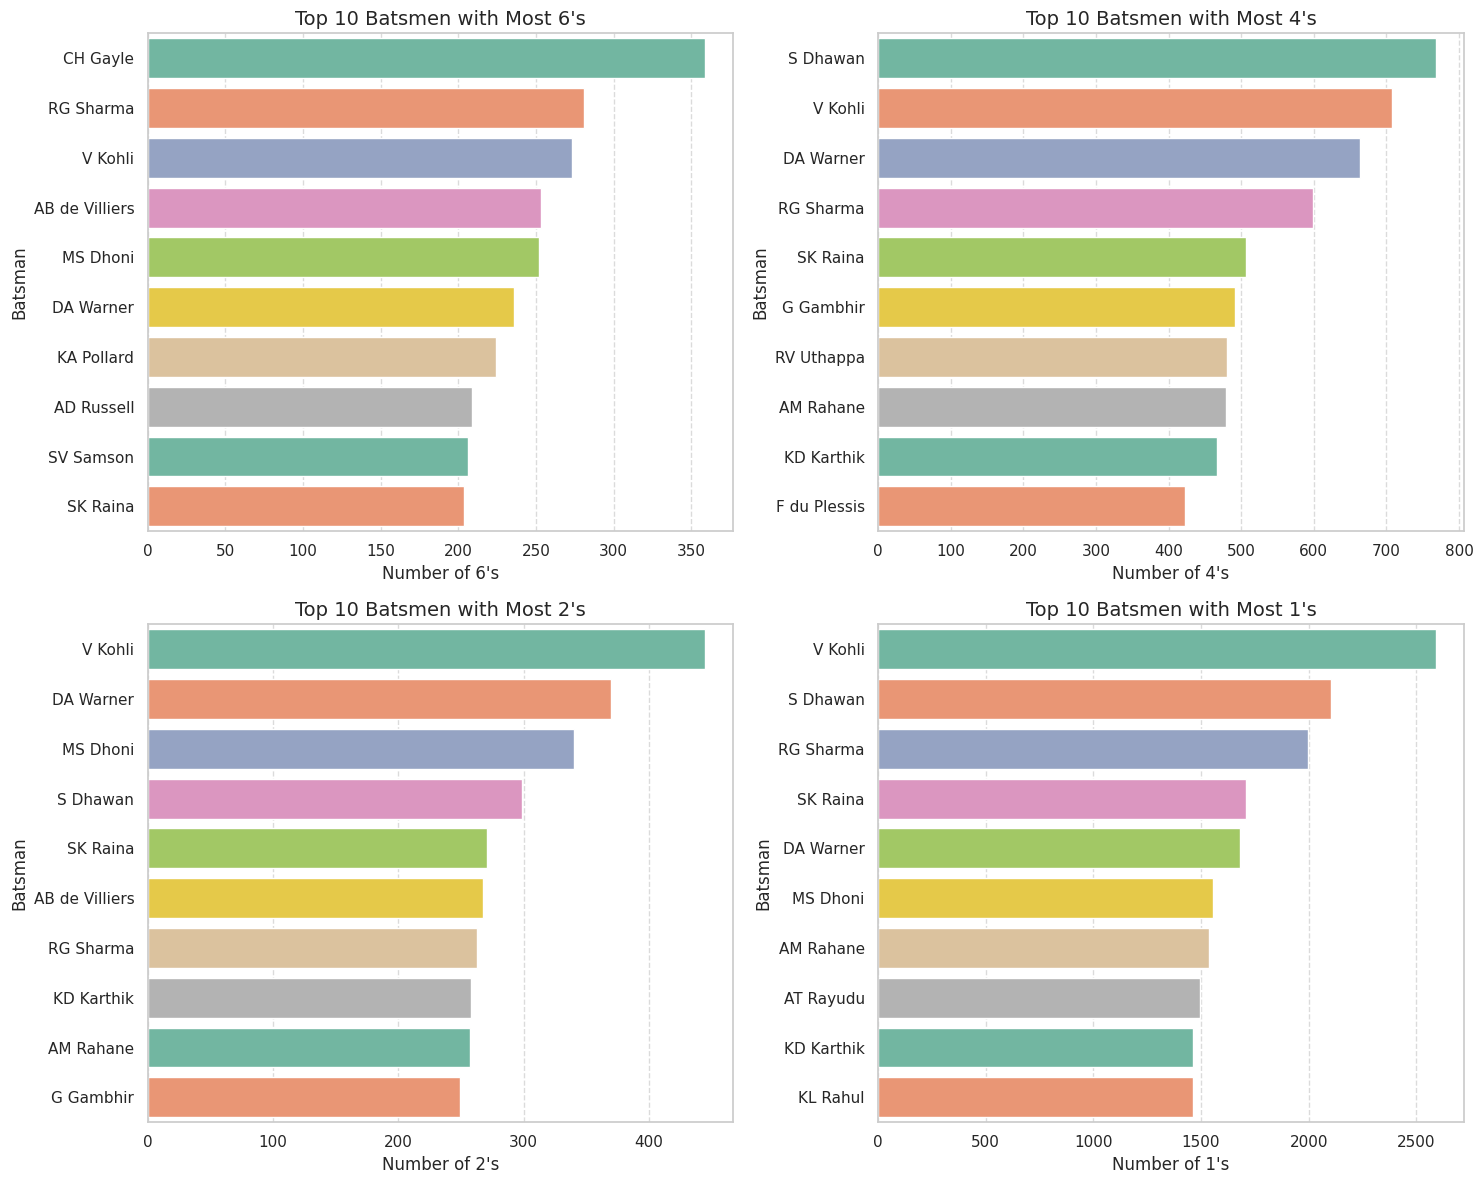 Top 10 Batsmen with Most 6's
CH Gayle
RG Sharma
V Kohli
AB de Villiers
MS Dhoni
DA Warner
KA Pollard
AD Russell
SV Samson
SK Raina
Batsman
0 50 100 150 200 250 300 350
Number of 6's
Top 10 Batsmen with Most 4's
S Dhawan
V Kohli
DA Warner
RG Sharma
SK Raina
G Gambhir
RV Uthappa
AM Rahane
KD Karthik
F du Plessis
Batsman
0 100 200 300 400 500 600 700 800
Number of 4's
Top 10 Batsmen with Most 2's
V Kohli
DA Warner
MS Dhoni
S Dhawan
SK Raina
AB de Villiers
RG Sharma
KD Karthik
AM Rahane
G Gambhir
Batsman
0 100 200 300 400
Number of 2's
Top 10 Batsmen with Most 1's
V Kohli
S Dhawan
RG Sharma
SK Raina
DA Warner
MS Dhoni
AM Rahane
AT Rayudu
KD Karthik
KL Rahul
Batsman
0 500 1000 1500 2000 2500
Number of 1's